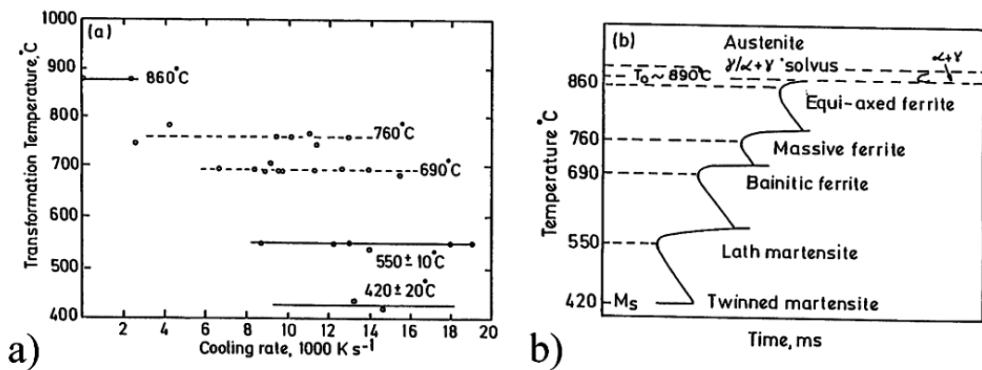 (a)
1000
900
800
700
600
500
400
Transformation Temperature,°C
860°C
760°C
690°C
550±10°C
420±20°C
0 2 4 6 8 10 12 14 16 18 20
Cooling rate, 1000 K s⁻¹
a)
(b)
Austenite
γ/α+γ solvus
α+γ
T₀~890°C
860
760
690
550
420
Temperature °C
Equi-axed ferrite
Massive ferrite
Bainitic ferrite
Lath martensite
Mₛ
Twinned martensite
Time, ms
b)